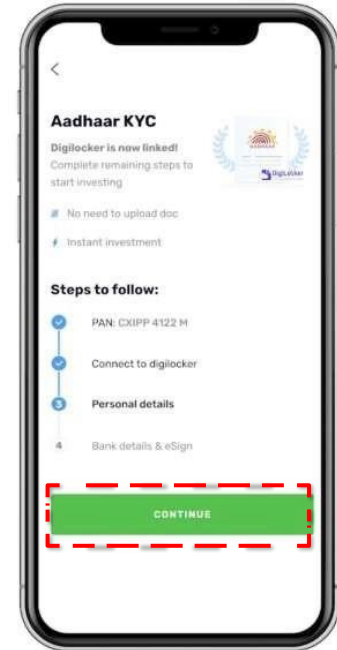 Aadhaar KYC
Digilocker is now linked!
Complete remaining steps to
start investing
DigiLocker
No need to upload doc
Instant investment
Steps to follow:
PAN: CXIPP 4122 M
Connect to digilocker
3 Personal details
4 Bank details & eSign
CONTINUE